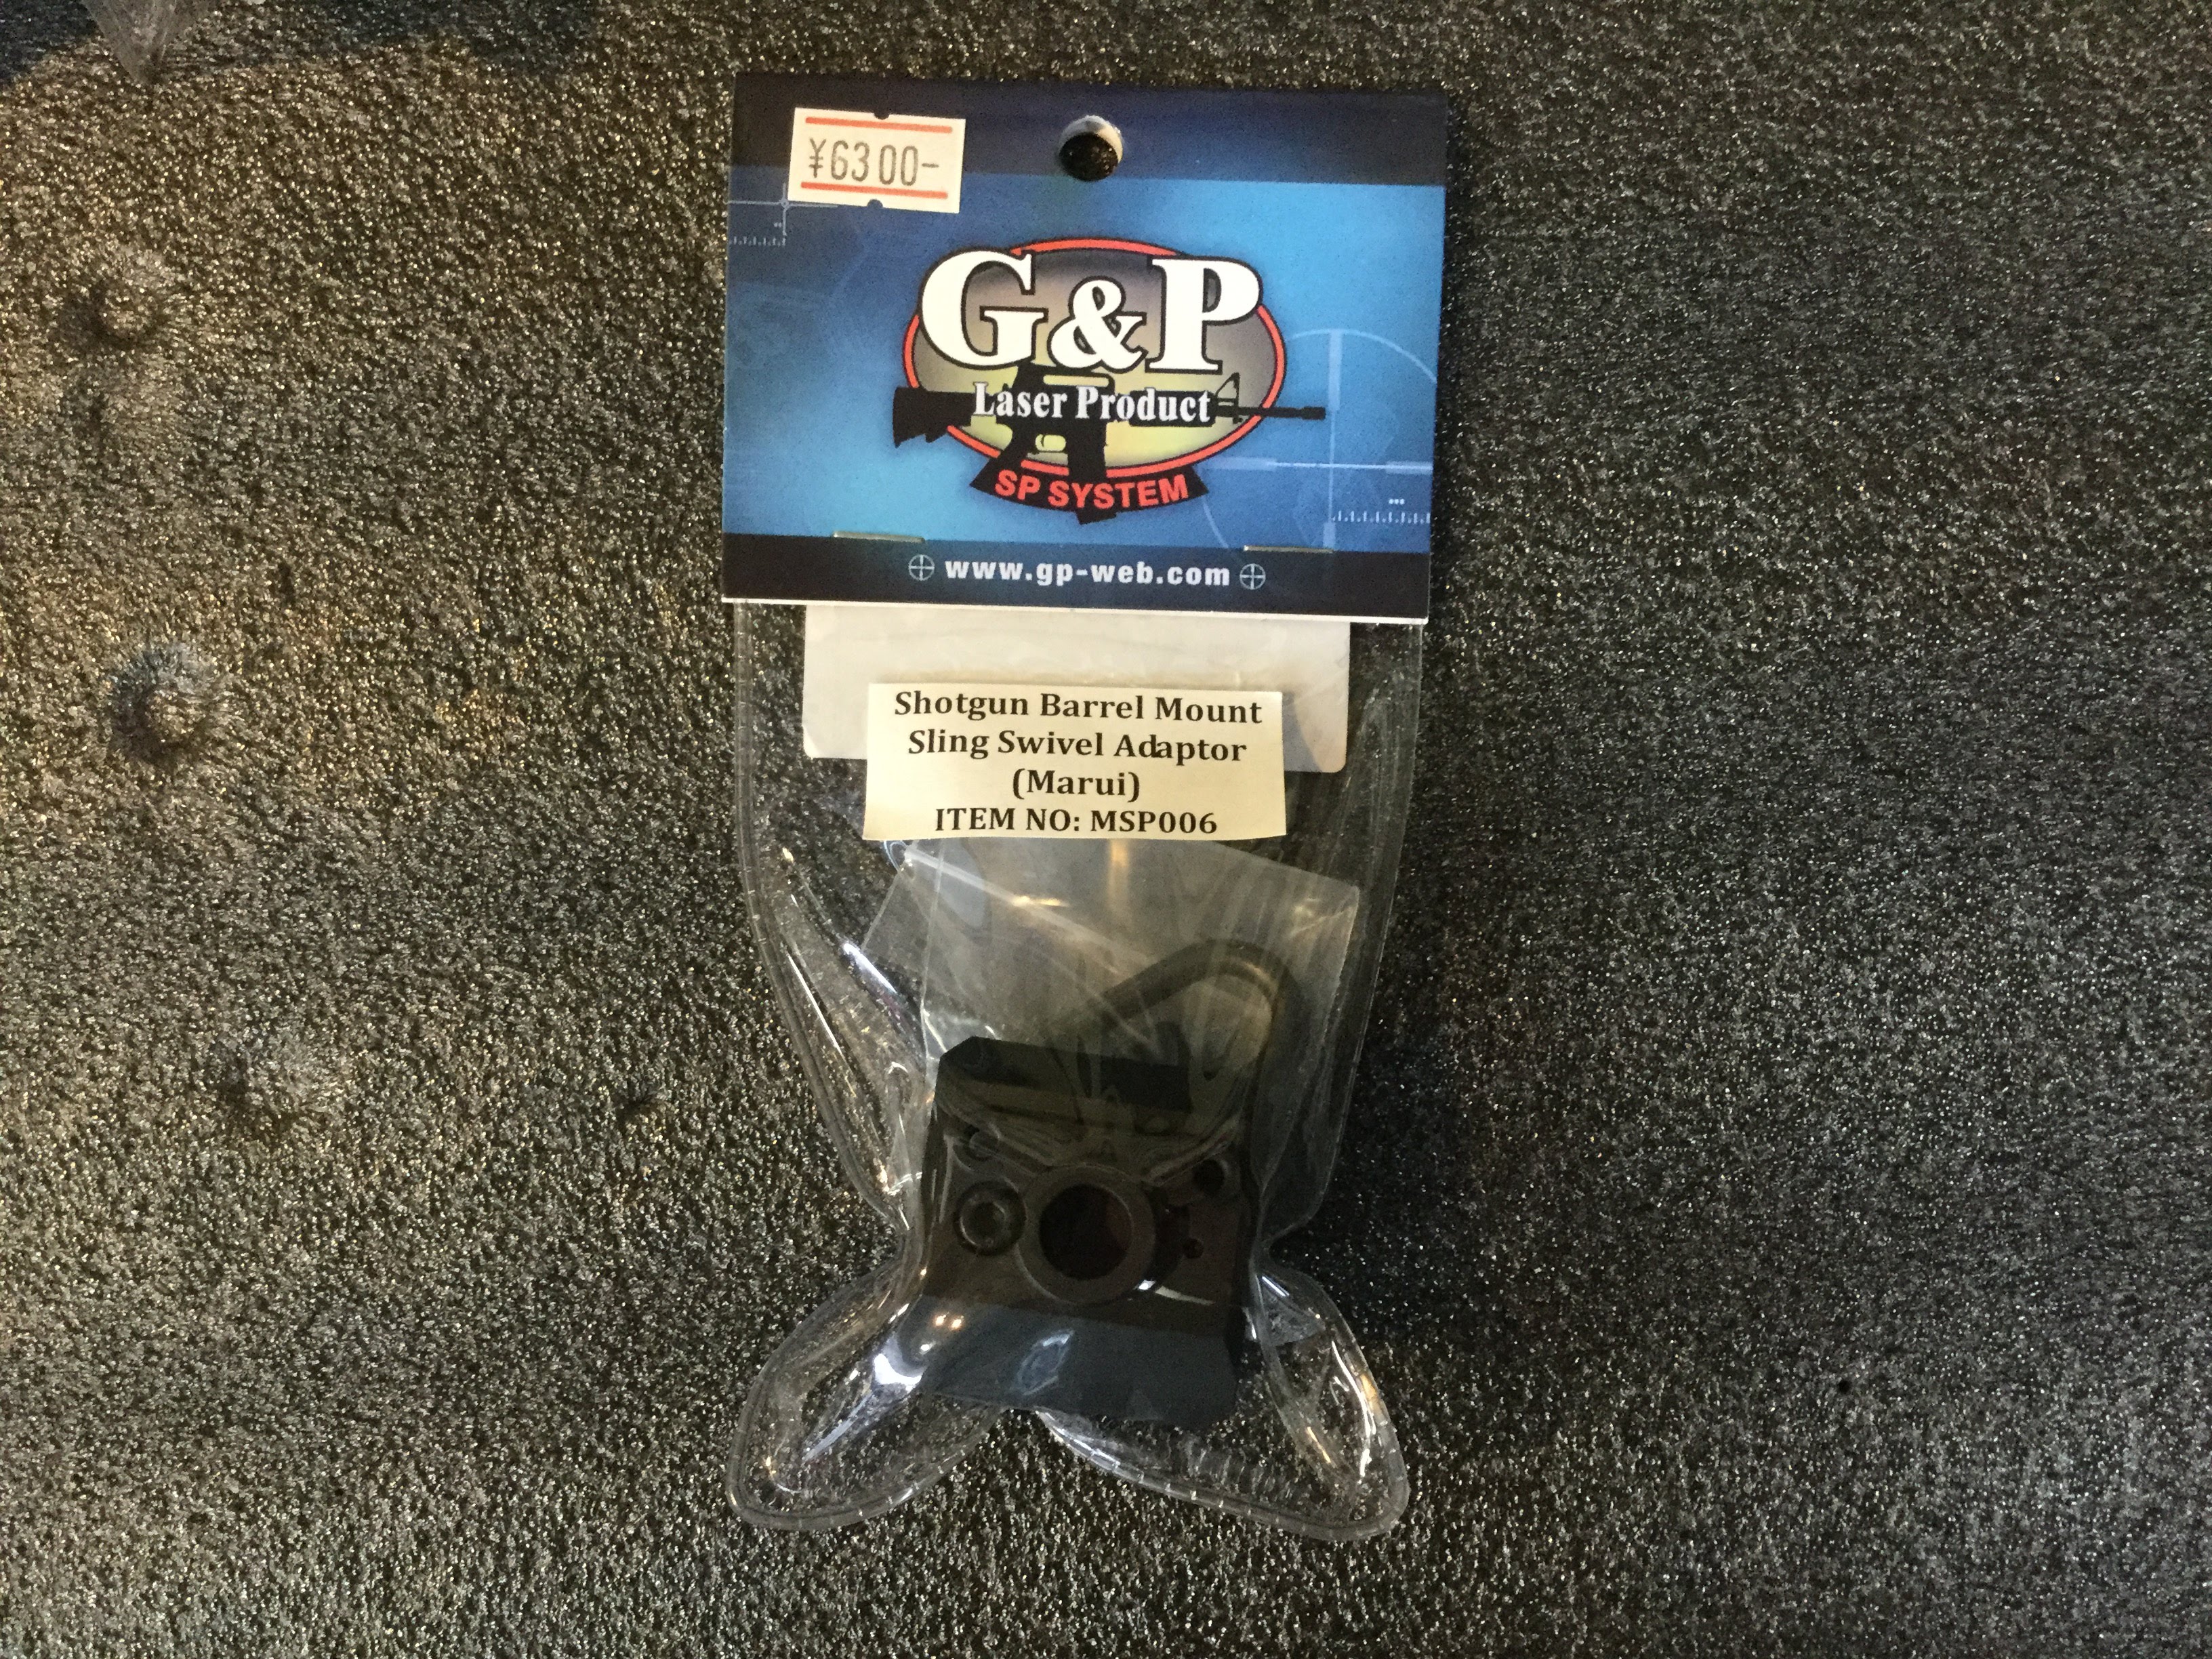 ¥6300-
G&P
Laser Product
SP SYSTEM
www.gp-web.com
Shotgun Barrel Mount
Sling Swivel Adaptor
(Marui)
ITEM NO: MSP006